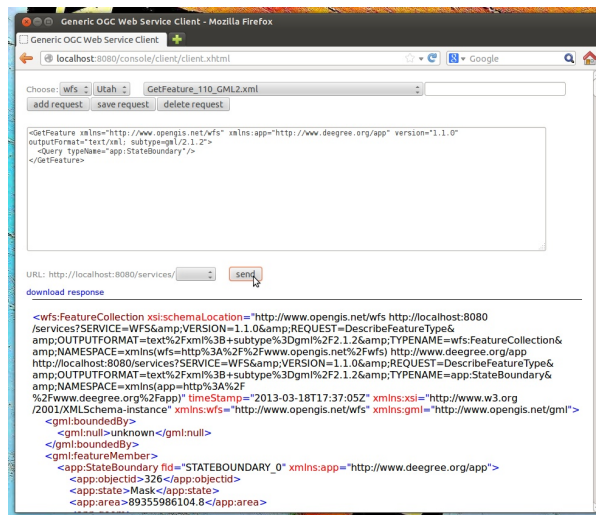 Generic OGC Web Service Client - Mozilla Firefox
Generic OGC Web Service Client
localhost:8080/console/client/client.xhtml
Google
Choose: wfs Utah GetFeature_110_GML2.xml
add request save request delete request
<GetFeature xmlns="http://www.opengis.net/wfs" xmlns:app="http://www.deegree.org/app" version="1.1.0"
outputFormat="text/xml; subtype=gml/2.1.2">
<Query typeName="app:StateBoundary"/>
</GetFeature>
URL: http://localhost:8080/services/ send
download response
<wfs:FeatureCollection xsi:schemaLocation="http://www.opengis.net/wfs http://localhost:8080
/services?SERVICE=WFS&amp;VERSION=1.1.0&amp;REQUEST=DescribeFeatureType&
amp;OUTPUTFORMAT=text%2Fxml%3B+subtype%3Dgml%2F2.1.2&amp;TYPENAME=wfs:FeatureCollection&
amp;NAMESPACE=xmlns(wfs=http%3A%2F%2Fwww.opengis.net%2Fwfs) http://www.deegree.org/app
http://localhost:8080/services?SERVICE=WFS&amp;VERSION=1.1.0&amp;REQUEST=DescribeFeatureType&
amp;OUTPUTFORMAT=text%2Fxml%3B+subtype%3Dgml%2F2.1.2&amp;TYPENAME=app:StateBoundary&
amp;NAMESPACE=xmlns(app=http%3A%2F
%2Fwww.deegree.org%2Fapp)" timeStamp="2013-03-18T17:37:05Z" xmlns:xsi="http://www.w3.org
/2001/XMLSchema-instance" xmlns:wfs="http://www.opengis.net/wfs" xmlns:gml="http://www.opengis.net/gml">
<gml:boundedBy>
<gml:null>unknown</gml:null>
</gml:boundedBy>
<gml:featureMember>
<app:StateBoundary fid="STATEBOUNDARY_0" xmlns:app="http://www.deegree.org/app">
<app:objectid>326</app:objectid>
<app:state>Mask</app:state>
<app:area>89355986104.8</app:area>